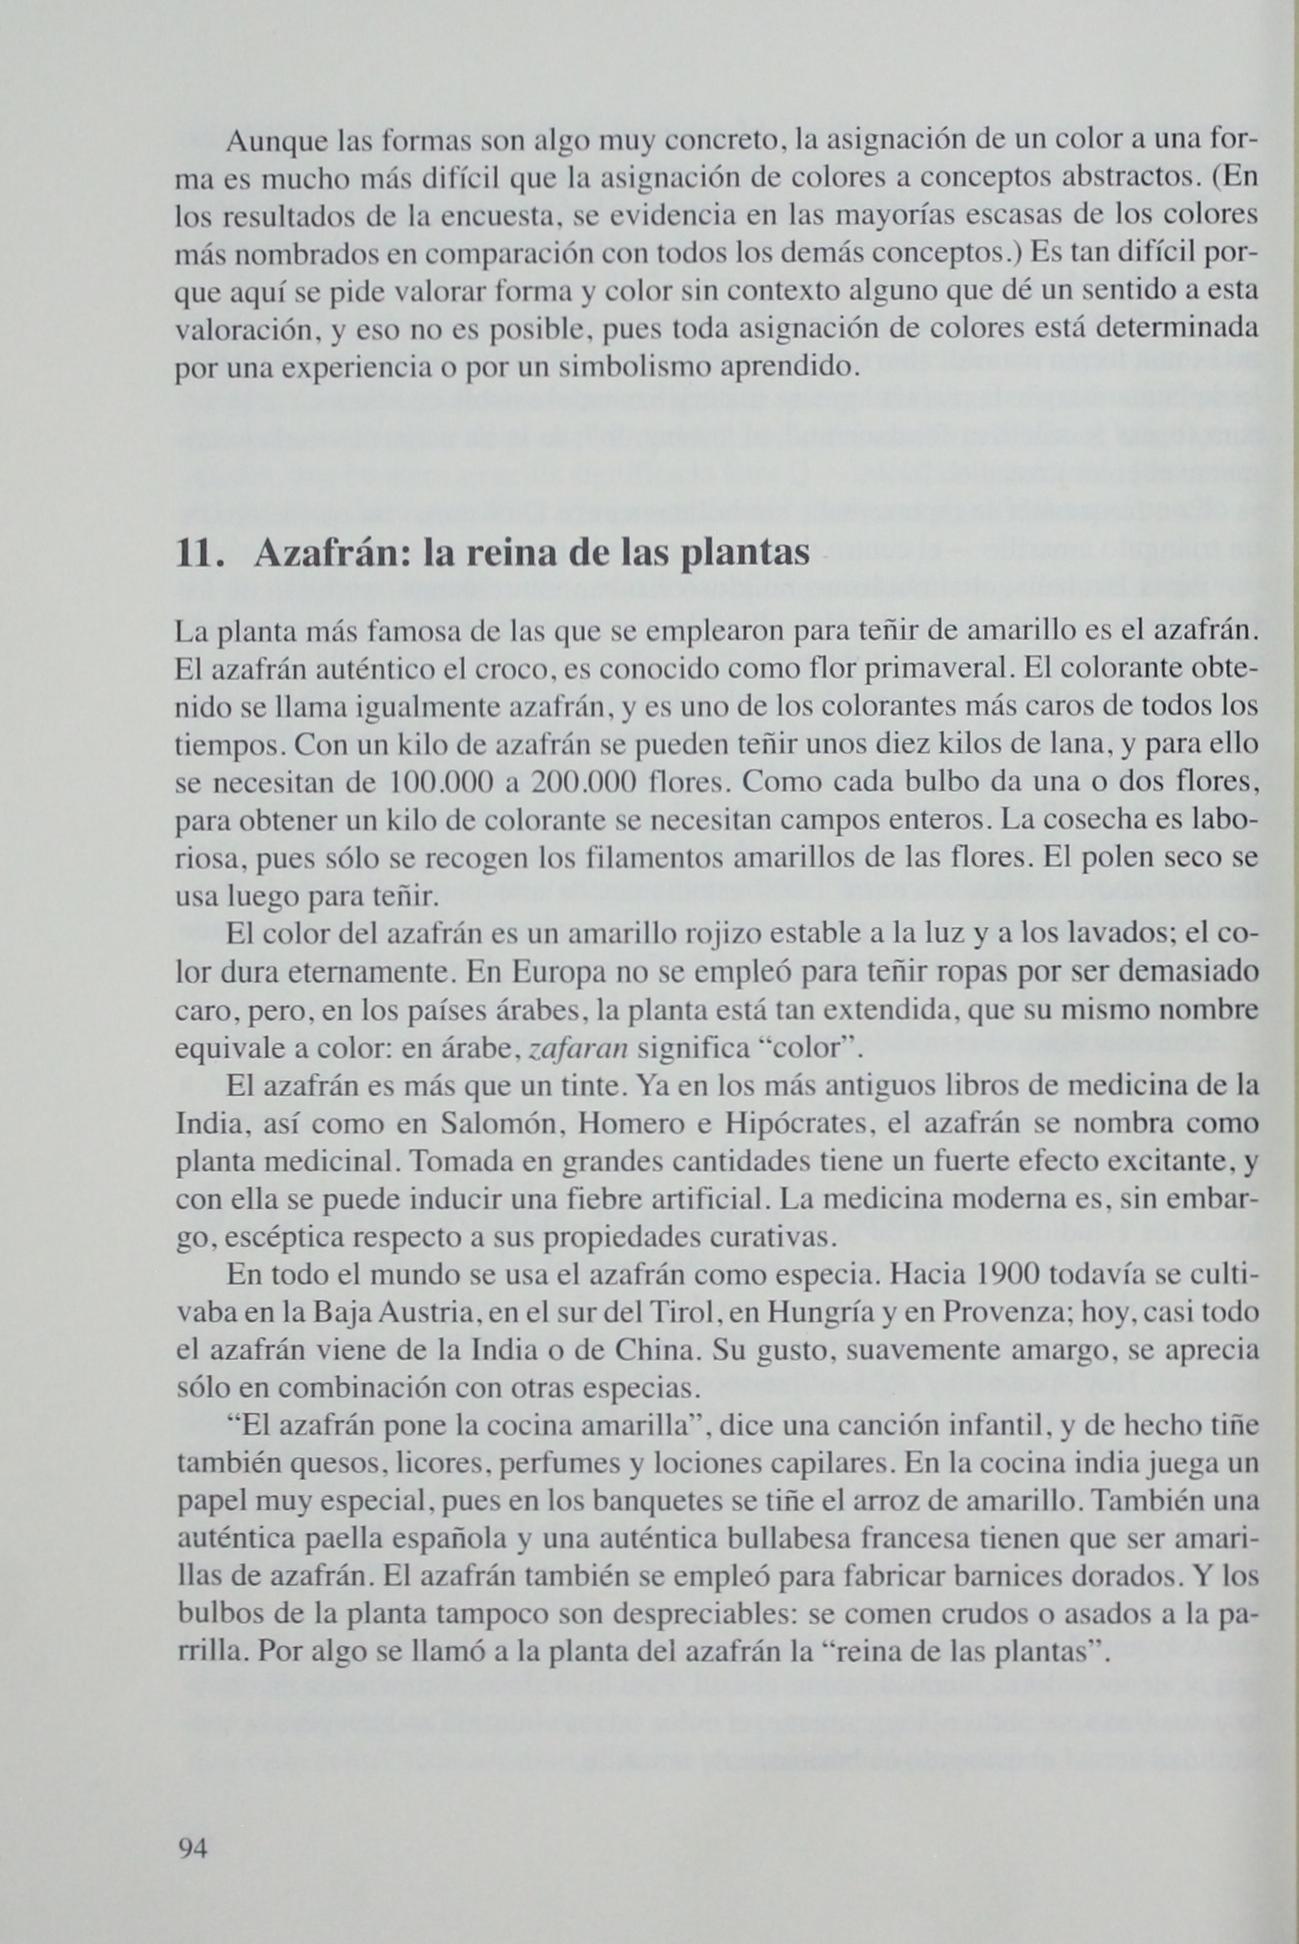 Aunque las formas son algo muy concreto, la asignación de un color a una for-
ma es mucho más difícil que la asignación de colores a conceptos abstractos. (En
los resultados de la encuesta, se evidencia en las mayorías escasas de los colores
más nombrados en comparación con todos los demás conceptos.) Es tan difícil por-
que aquí se pide valorar forma y color sin contexto alguno que dé un sentido a esta
valoración, y eso no es posible, pues toda asignación de colores está determinada
por una experiencia o por un simbolismo aprendido.
11. Azafrán: la reina de las plantas
La planta más famosa de las que se emplearon para teñir de amarillo es el azafrán.
El azafrán auténtico el croco, es conocido como flor primaveral. El colorante obte-
nido se llama igualmente azafrán, y es uno de los colorantes más caros de todos los
tiempos. Con un kilo de azafrán se pueden teñir unos diez kilos de lana, y para ello
se necesitan de 100.000 a 200.000 flores. Como cada bulbo da una o dos flores,
para obtener un kilo de colorante se necesitan campos enteros. La cosecha es labo-
riosa, pues sólo se recogen los filamentos amarillos de las flores. El polen seco se
usa luego para teñir.
El color del azafrán es un amarillo rojizo estable a la luz y a los lavados; el co-
lor dura eternamente. En Europa no se empleó para teñir ropas por ser demasiado
caro, pero, en los países árabes, la planta está tan extendida, que su mismo nombre
equivale a color: en árabe, zafaran significa “color”.
El azafrán es más que un tinte. Ya en los más antiguos libros de medicina de la
India, así como en Salomón, Homero e Hipócrates, el azafrán se nombra como
planta medicinal. Tomada en grandes cantidades tiene un fuerte efecto excitante, y
con ella se puede inducir una fiebre artificial. La medicina moderna es, sin embar-
go, escéptica respecto a sus propiedades curativas.
En todo el mundo se usa el azafrán como especia. Hacia 1900 todavía se culti-
vaba en la Baja Austria, en el sur del Tirol, en Hungría y en Provenza; hoy, casi todo
el azafrán viene de la India o de China. Su gusto, suavemente amargo, se aprecia
sólo en combinación con otras especias.
“El azafrán pone la cocina amarilla”, dice una canción infantil, y de hecho tiñe
también quesos, licores, perfumes y lociones capilares. En la cocina india juega un
papel muy especial, pues en los banquetes se tiñe el arroz de amarillo. También una
auténtica paella española y una auténtica bullabesa francesa tienen que ser amari-
llas de azafrán. El azafrán también se empleó para fabricar barnices dorados. Y los
bulbos de la planta tampoco son despreciables: se comen crudos o asados a la pa-
rrilla. Por algo se llamó a la planta del azafrán la “reina de las plantas”.
94